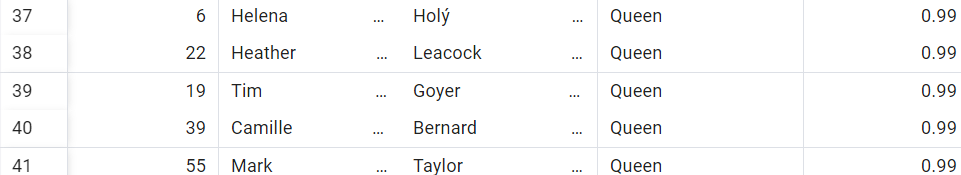 37 6 Helena ... Holý ... Queen 0.99
38 22 Heather ... Leacock ... Queen 0.99
39 19 Tim ... Goyer ... Queen 0.99
40 39 Camille ... Bernard ... Queen 0.99
41 55 Mark ... Taylor ... Queen 0.99